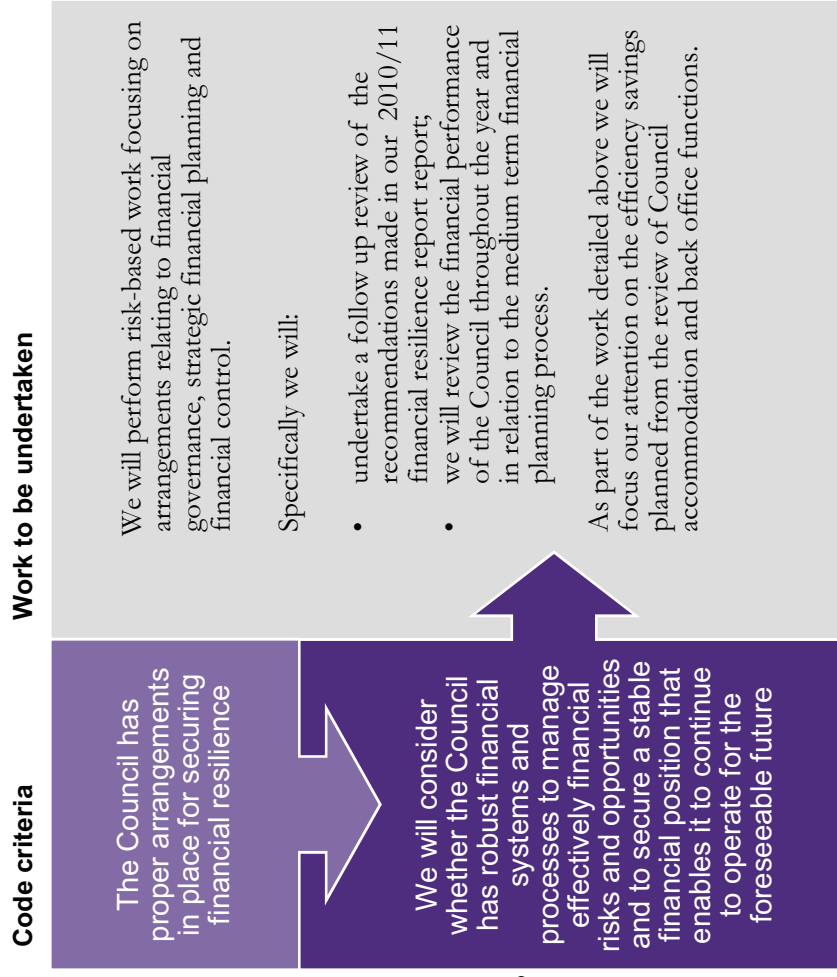 Code criteria
Work to be undertaken
The Council has
proper arrangements
in place for securing
financial resilience
We will consider
whether the Council
has robust financial
systems and
processes to manage
effectively financial
risks and opportunities
and to secure a stable
financial position that
enables it to continue
to operate for the
foreseeable future
We will perform risk-based work focusing on
arrangements relating to financial
governance, strategic financial planning and
financial control.
Specifically we will:
• undertake a follow up review of the
recommendations made in our 2010/11
financial resilience report report;
• we will review the financial performance
of the Council throughout the year and
in relation to the medium term financial
planning process.
As part of the work detailed above we will
focus our attention on the efficiency savings
planned from the review of Council
accommodation and back office functions.